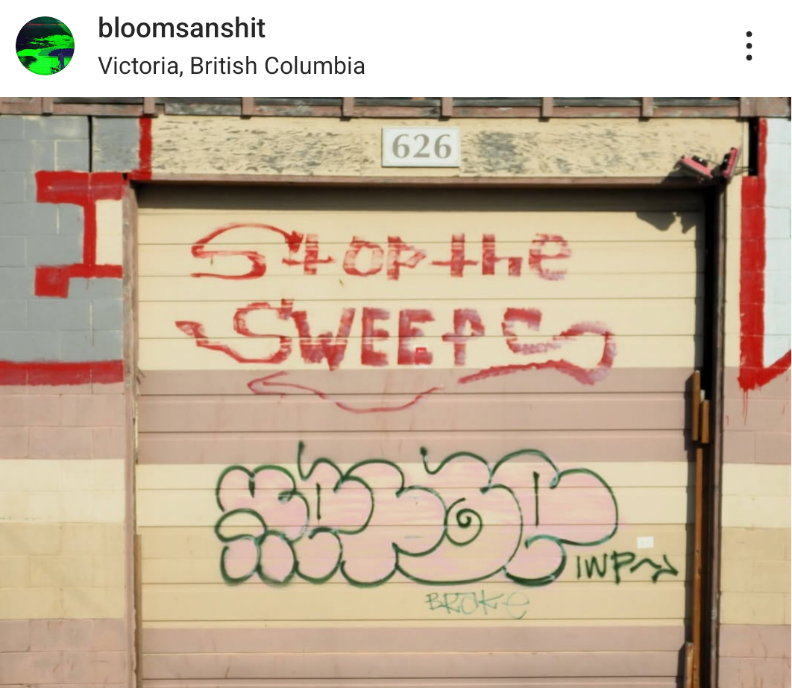 bloomsanshit
Victoria, British Columbia
626
Stop the
SWEEPS
IWP
BROKE